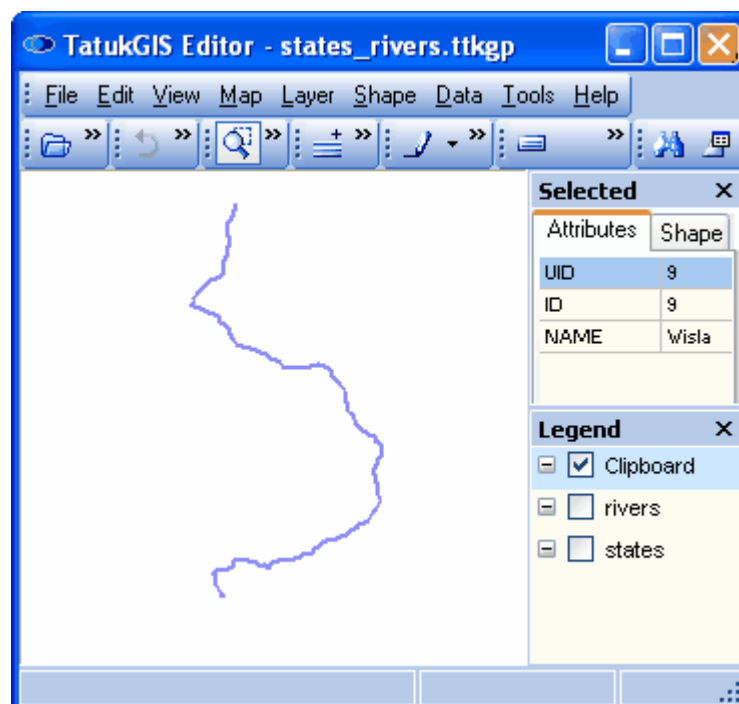 TatukGIS Editor - states_rivers.ttkgp
File Edit View Map Layer Shape Data Tools Help
Selected
Attributes Shape
UID 9
ID 9
NAME Wisla
Legend
Clipboard
rivers
states